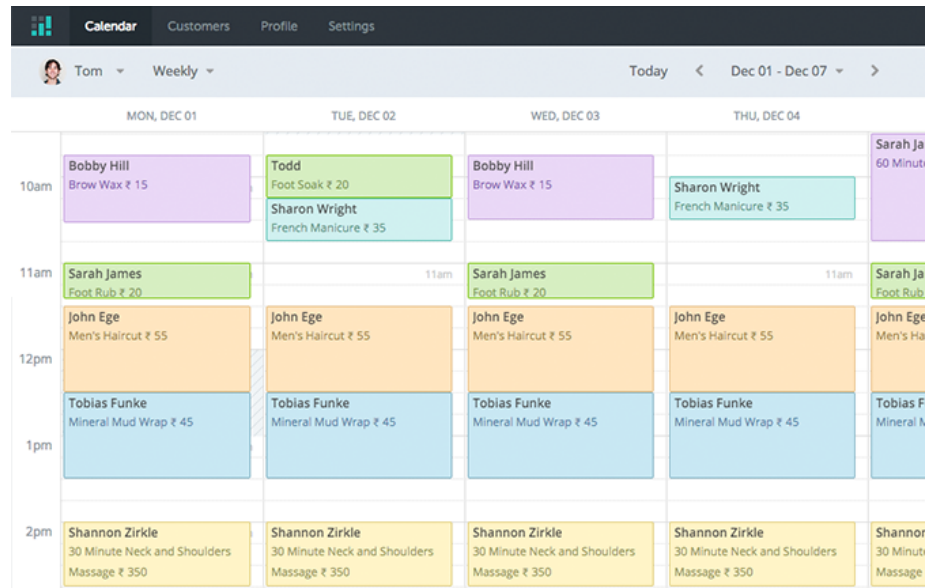 Calendar Customers Profile Settings
Tom Weekly Today Dec 01 - Dec 07
MON, DEC 01 TUE, DEC 02 WED, DEC 03 THU, DEC 04
10am
11am
12pm
1pm
2pm
Bobby Hill
Brow Wax ₹ 15
Sarah James
Foot Rub ₹ 20
John Ege
Men's Haircut ₹ 55
Tobias Funke
Mineral Mud Wrap ₹ 45
Shannon Zirkle
30 Minute Neck and Shoulders
Massage ₹ 350
Todd
Foot Soak ₹ 20
Sharon Wright
French Manicure ₹ 35
11am
John Ege
Men's Haircut ₹ 55
Tobias Funke
Mineral Mud Wrap ₹ 45
Shannon Zirkle
30 Minute Neck and Shoulders
Massage ₹ 350
Bobby Hill
Brow Wax ₹ 15
Sarah James
Foot Rub ₹ 20
John Ege
Men's Haircut ₹ 55
Tobias Funke
Mineral Mud Wrap ₹ 45
Shannon Zirkle
30 Minute Neck and Shoulders
Massage ₹ 350
Sharon Wright
French Manicure ₹ 35
11am
John Ege
Men's Haircut ₹ 55
Tobias Funke
Mineral Mud Wrap ₹ 45
Shannon Zirkle
30 Minute Neck and Shoulders
Massage ₹ 350
Sarah
60
Sarah
Foot Rub
John Ege
Men's
Tobias
Mineral
Shannon
30
Massage